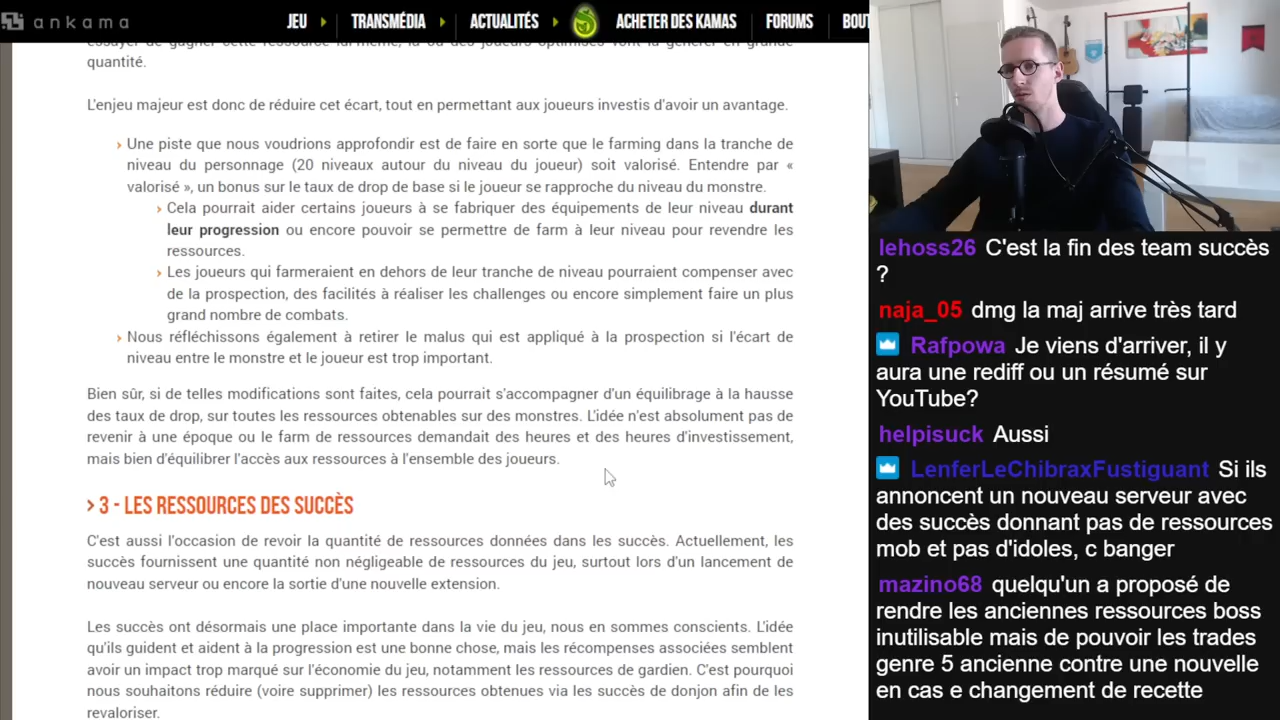 ankama
JEU TRANSMÉDIA ACTUALITÉS ACHETER DES KAMAS FORUMS BOUT
essayer de gagner cette ressource lui-même, là où des joueurs optimisés vont la générer en grande
quantité.
L'enjeu majeur est donc de réduire cet écart, tout en permettant aux joueurs investis d'avoir un avantage.
Une piste que nous voudrions approfondir est de faire en sorte que le farming dans la tranche de
niveau du personnage (20 niveaux autour du niveau du joueur) soit valorisé. Entendre par «
valorisé », un bonus sur le taux de drop de base si le joueur se rapproche du niveau du monstre.
Cela pourrait aider certains joueurs à se fabriquer des équipements de leur niveau durant
leur progression ou encore pouvoir se permettre de farm à leur niveau pour revendre les
ressources.
Les joueurs qui farmeraient en dehors de leur tranche de niveau pourraient compenser avec
de la prospection, des facilités à réaliser les challenges ou encore simplement faire un plus
grand nombre de combats.
Nous réfléchissons également à retirer le malus qui est appliqué à la prospection si l'écart de
niveau entre le monstre et le joueur est trop important.
Bien sûr, si de telles modifications sont faites, cela pourrait s'accompagner d'un équilibrage à la hausse
des taux de drop, sur toutes les ressources obtenables sur des monstres. L'idée n'est absolument pas de
revenir à une époque ou le farm de ressources demandait des heures et des heures d'investissement,
mais bien d'équilibrer l'accès aux ressources à l'ensemble des joueurs.
> 3 - LES RESSOURCES DES SUCCÈS
C'est aussi l'occasion de revoir la quantité de ressources données dans les succès. Actuellement, les
succès fournissent une quantité non négligeable de ressources du jeu, surtout lors d'un lancement de
nouveau serveur ou encore la sortie d'une nouvelle extension.
Les succès ont désormais une place importante dans la vie du jeu, nous en sommes conscients. L'idée
qu'ils guident et aident à la progression est une bonne chose, mais les récompenses associées semblent
avoir un impact trop marqué sur l'économie du jeu, notamment les ressources de gardien. C'est pourquoi
nous souhaitons réduire (voire supprimer) les ressources obtenues via les succès de donjon afin de les
revaloriser.
lehoss26 C'est la fin des team succès
?
naja_05 dmg la maj arrive très tard
Rafpowa Je viens d'arriver, il y
aura une rediff ou un résumé sur
YouTube?
helpisuck Aussi
LenferLeChibraxFustiguant Si ils
annoncent un nouveau serveur avec
des succès donnant pas de ressources
mob et pas d'idoles, c banger
mazino68 quelqu'un a proposé de
rendre les anciennes ressources boss
inutilisable mais de pouvoir les trades
genre 5 ancienne contre une nouvelle
en cas e changement de recette